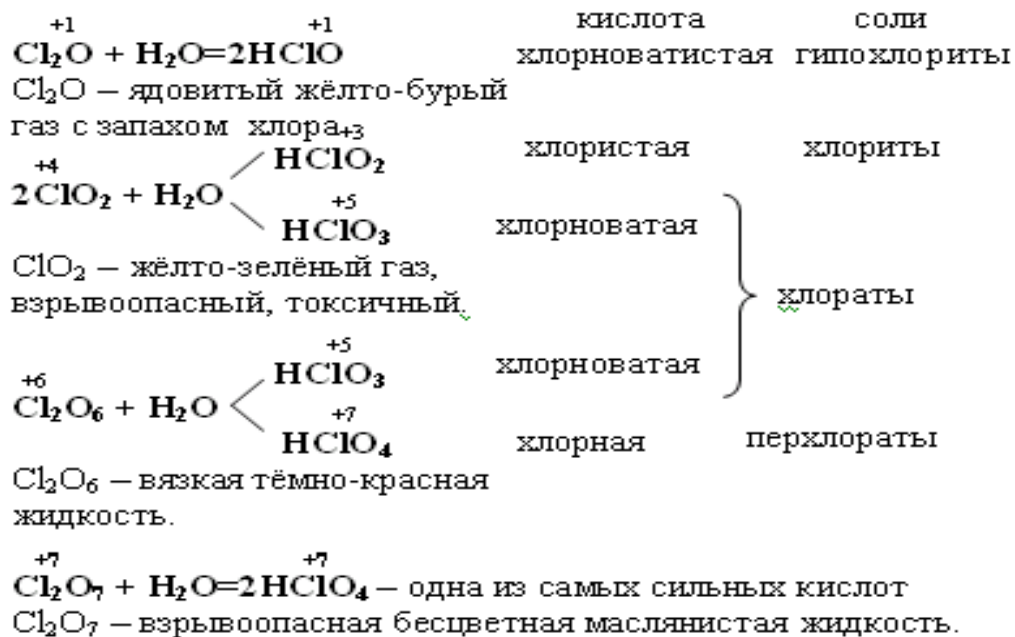 +1 +1 кислота соли
Cl₂O + H₂O=2HClO хлорноватистая гипохлориты
Cl₂O – ядовитый жёлто-бурый
газ с запахом хлора
+3
+4 HClO₂ хлористая хлориты
2ClO₂ + H₂O
+5
HClO₃ хлорноватая
ClO₂ – жёлто-зелёный газ,
взрывоопасный, токсичный. хлораты
+5
+6 HClO₃ хлорноватая
Cl₂O₆ + H₂O
+7
HClO₄ хлорная перхлораты
Cl₂O₆ – вязкая тёмно-красная
жидкость.
+7 +7
Cl₂O₇ + H₂O=2HClO₄ – одна из самых сильных кислот
Cl₂O₇ – взрывоопасная бесцветная маслянистая жидкость.